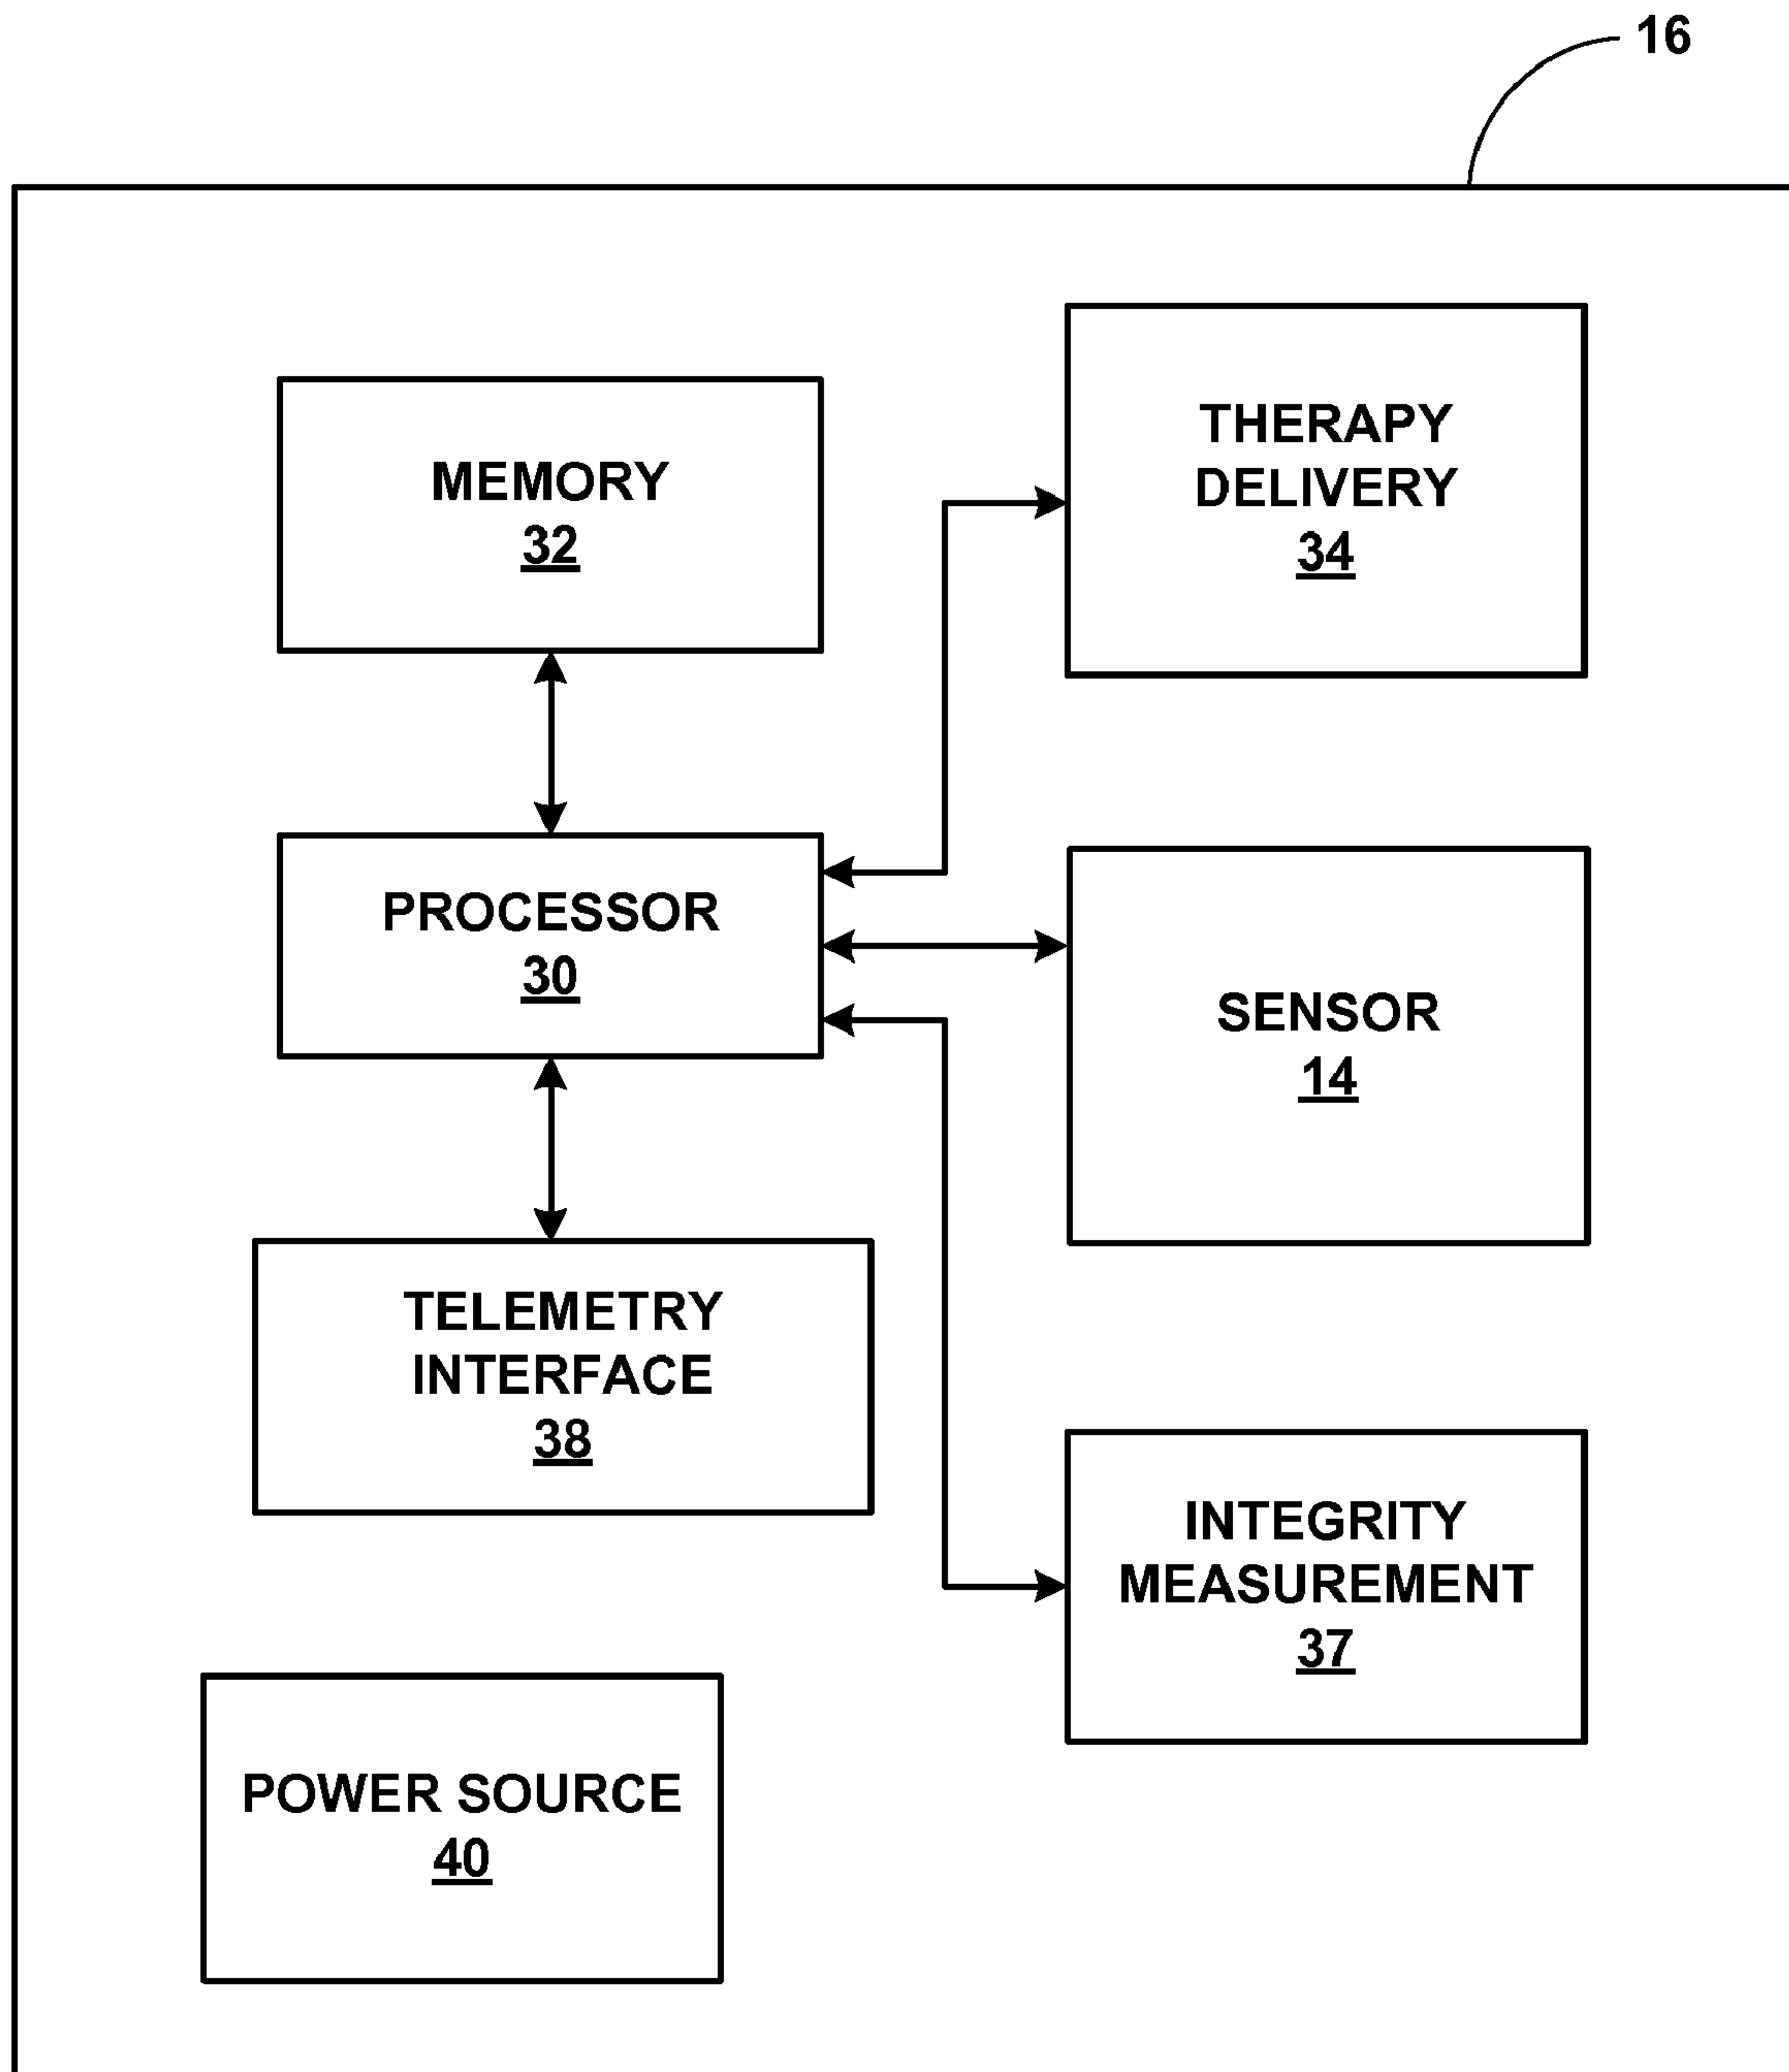 16
MEMORY
32
THERAPY
DELIVERY
34
PROCESSOR
30
SENSOR
14
TELEMETRY
INTERFACE
38
INTEGRITY
MEASUREMENT
37
POWER SOURCE
40